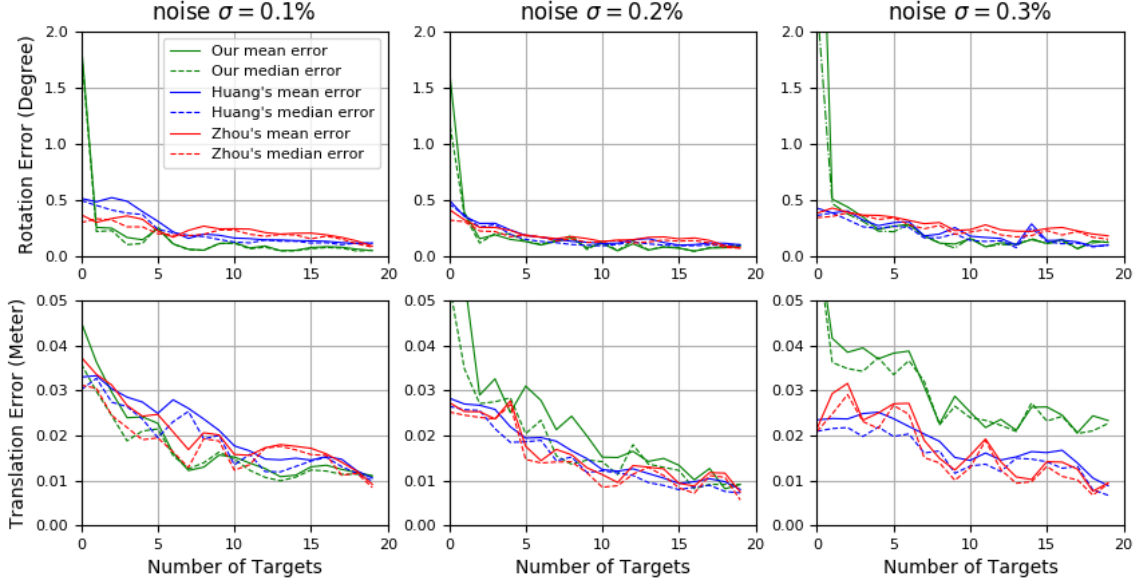 noise σ = 0.1%
noise σ = 0.2%
noise σ = 0.3%
Rotation Error (Degree)
2.0
1.5
1.0
0.5
0.0
Our mean error
Our median error
Huang's mean error
Huang's median error
Zhou's mean error
Zhou's median error
0 5 10 15 20
2.0
1.5
1.0
0.5
0.0
0 5 10 15 20
2.0
1.5
1.0
0.5
0.0
0 5 10 15 20
Translation Error (Meter)
0.05
0.04
0.03
0.02
0.01
0.00
0 5 10 15 20
Number of Targets
0.05
0.04
0.03
0.02
0.01
0.00
0 5 10 15 20
Number of Targets
0.05
0.04
0.03
0.02
0.01
0.00
0 5 10 15 20
Number of Targets